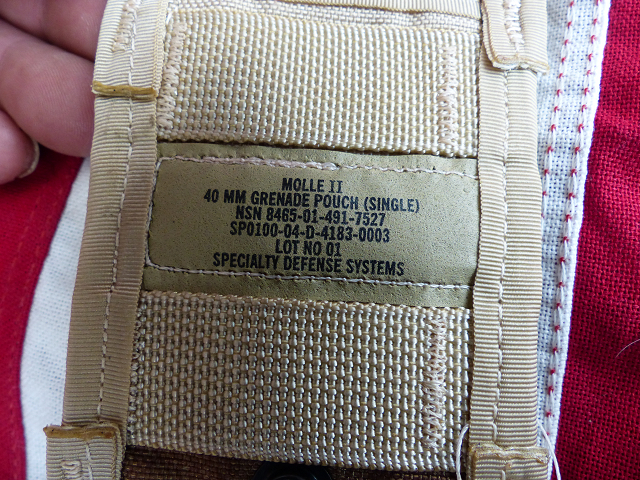 MOLLE II
40 MM GRENADE POUCH (SINGLE)
NSN 8465-01-491-7527
SP0100-04-D-4183-0003
LOT NO 01
SPECIALTY DEFENSE SYSTEMS